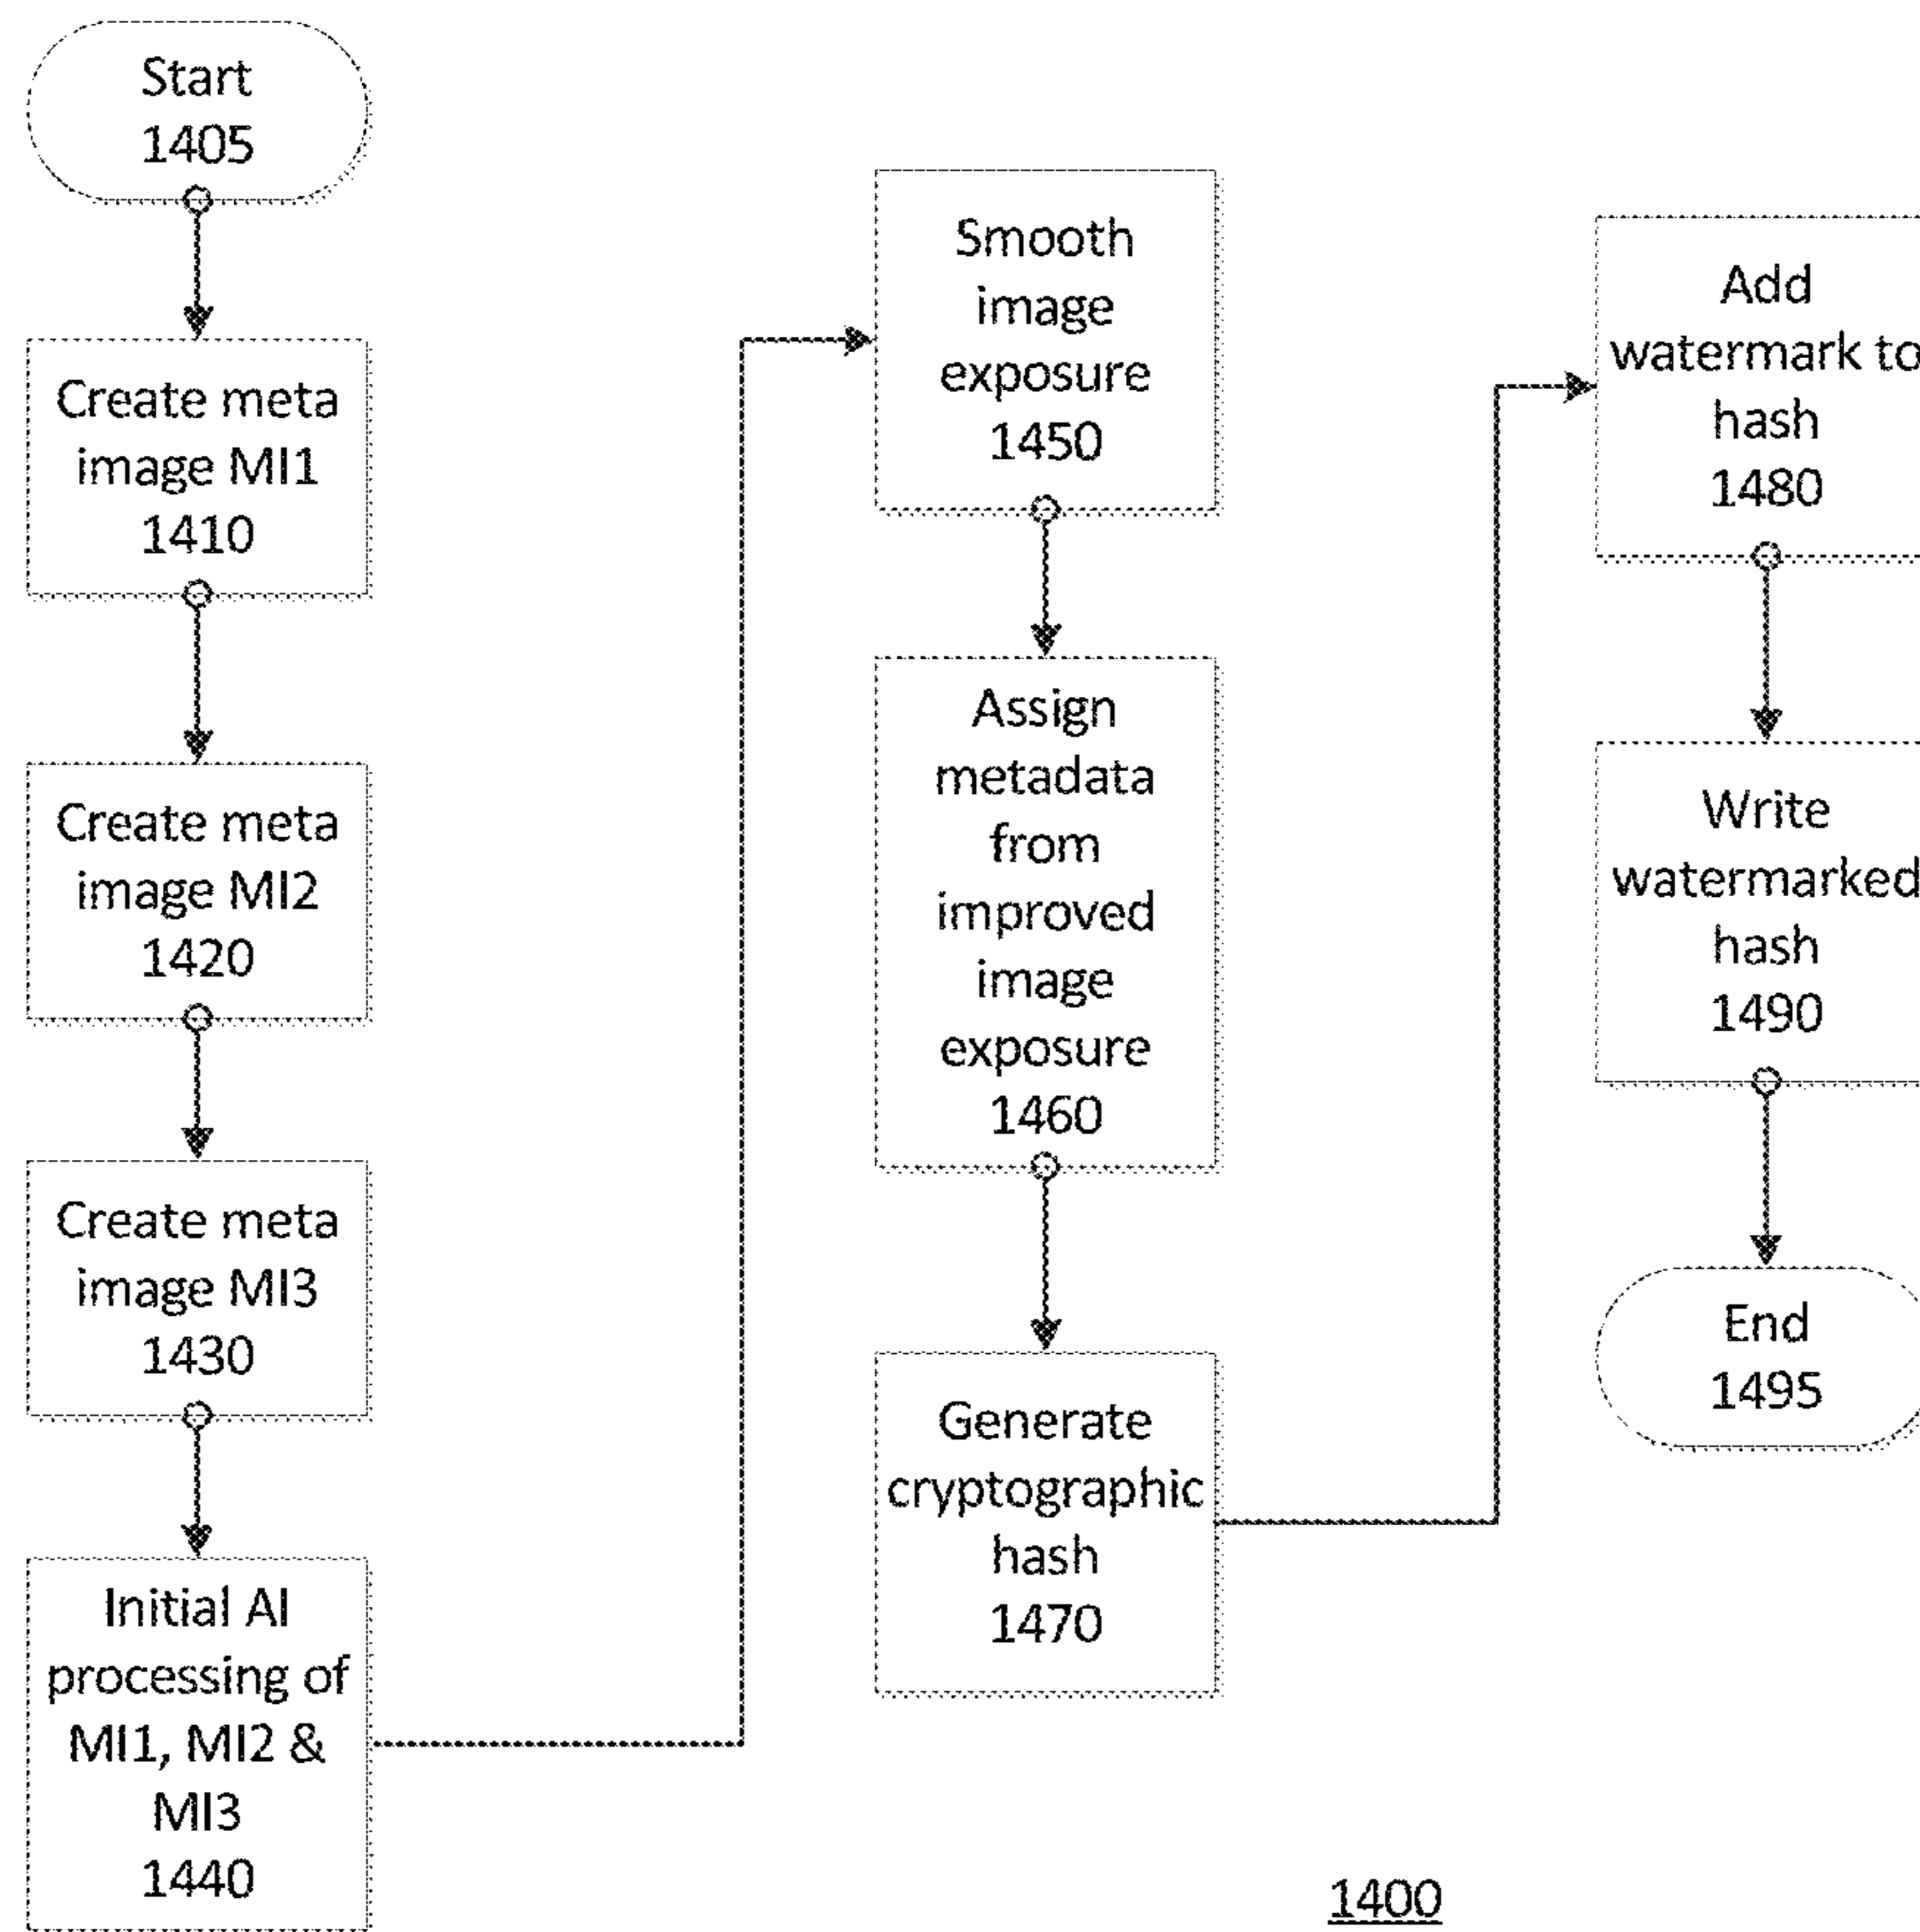 Start
1405
Create meta
image MI1
1410
Create meta
image MI2
1420
Create meta
image MI3
1430
Initial AI
processing of
MI1, MI2 &
MI3
1440
Smooth
image
exposure
1450
Assign
metadata
from
improved
image
exposure
1460
Generate
cryptographic
hash
1470
Add
watermark to
hash
1480
Write
watermarked
hash
1490
End
1495
1400